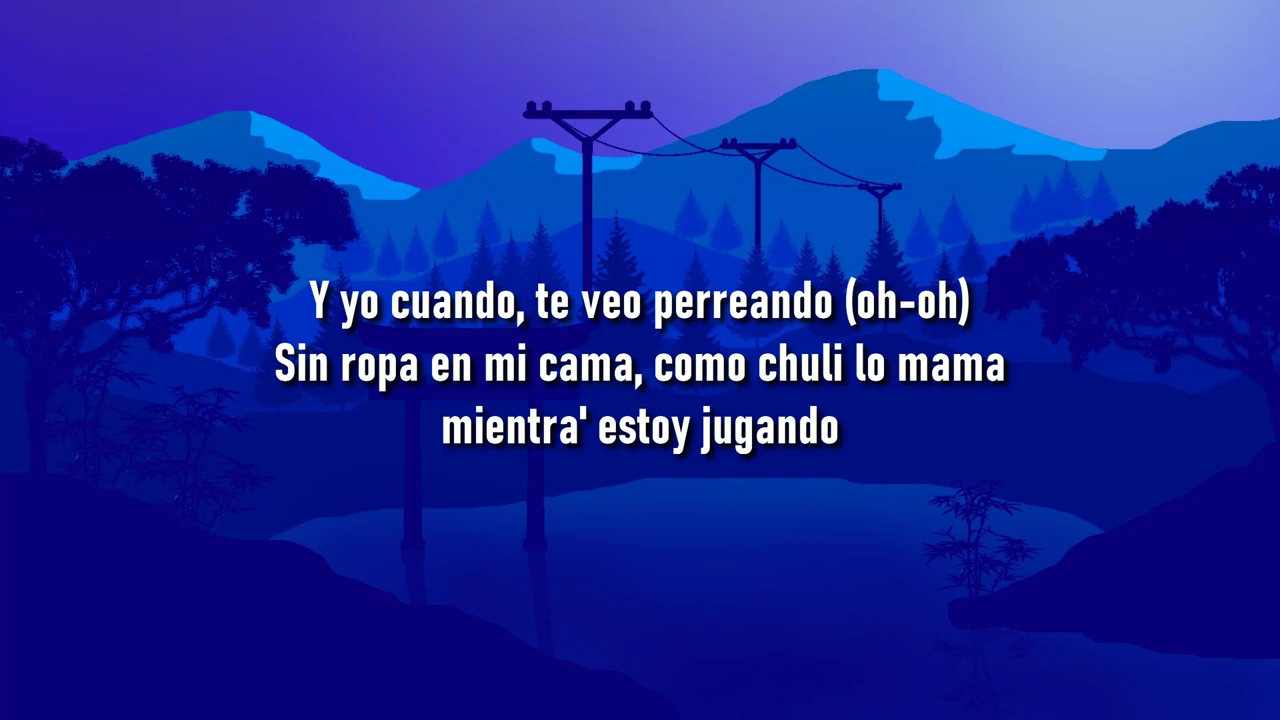 Y yo cuando, te veo perreando (oh-oh)
Sin ropa en mi cama, como chuli lo mama
mientra' estoy jugando